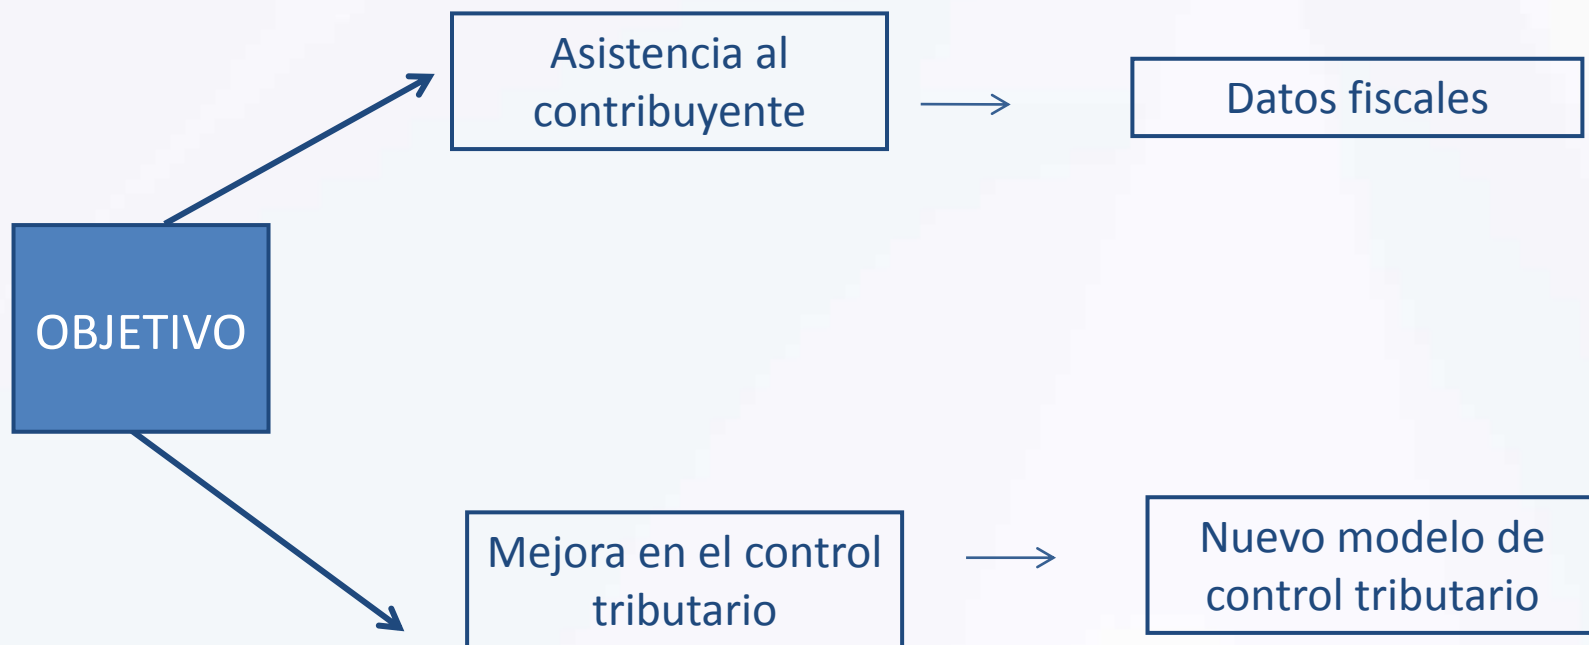 Asistencia al
contribuyente
Datos fiscales
OBJETIVO
Mejora en el control
tributario
Nuevo modelo de
control tributario